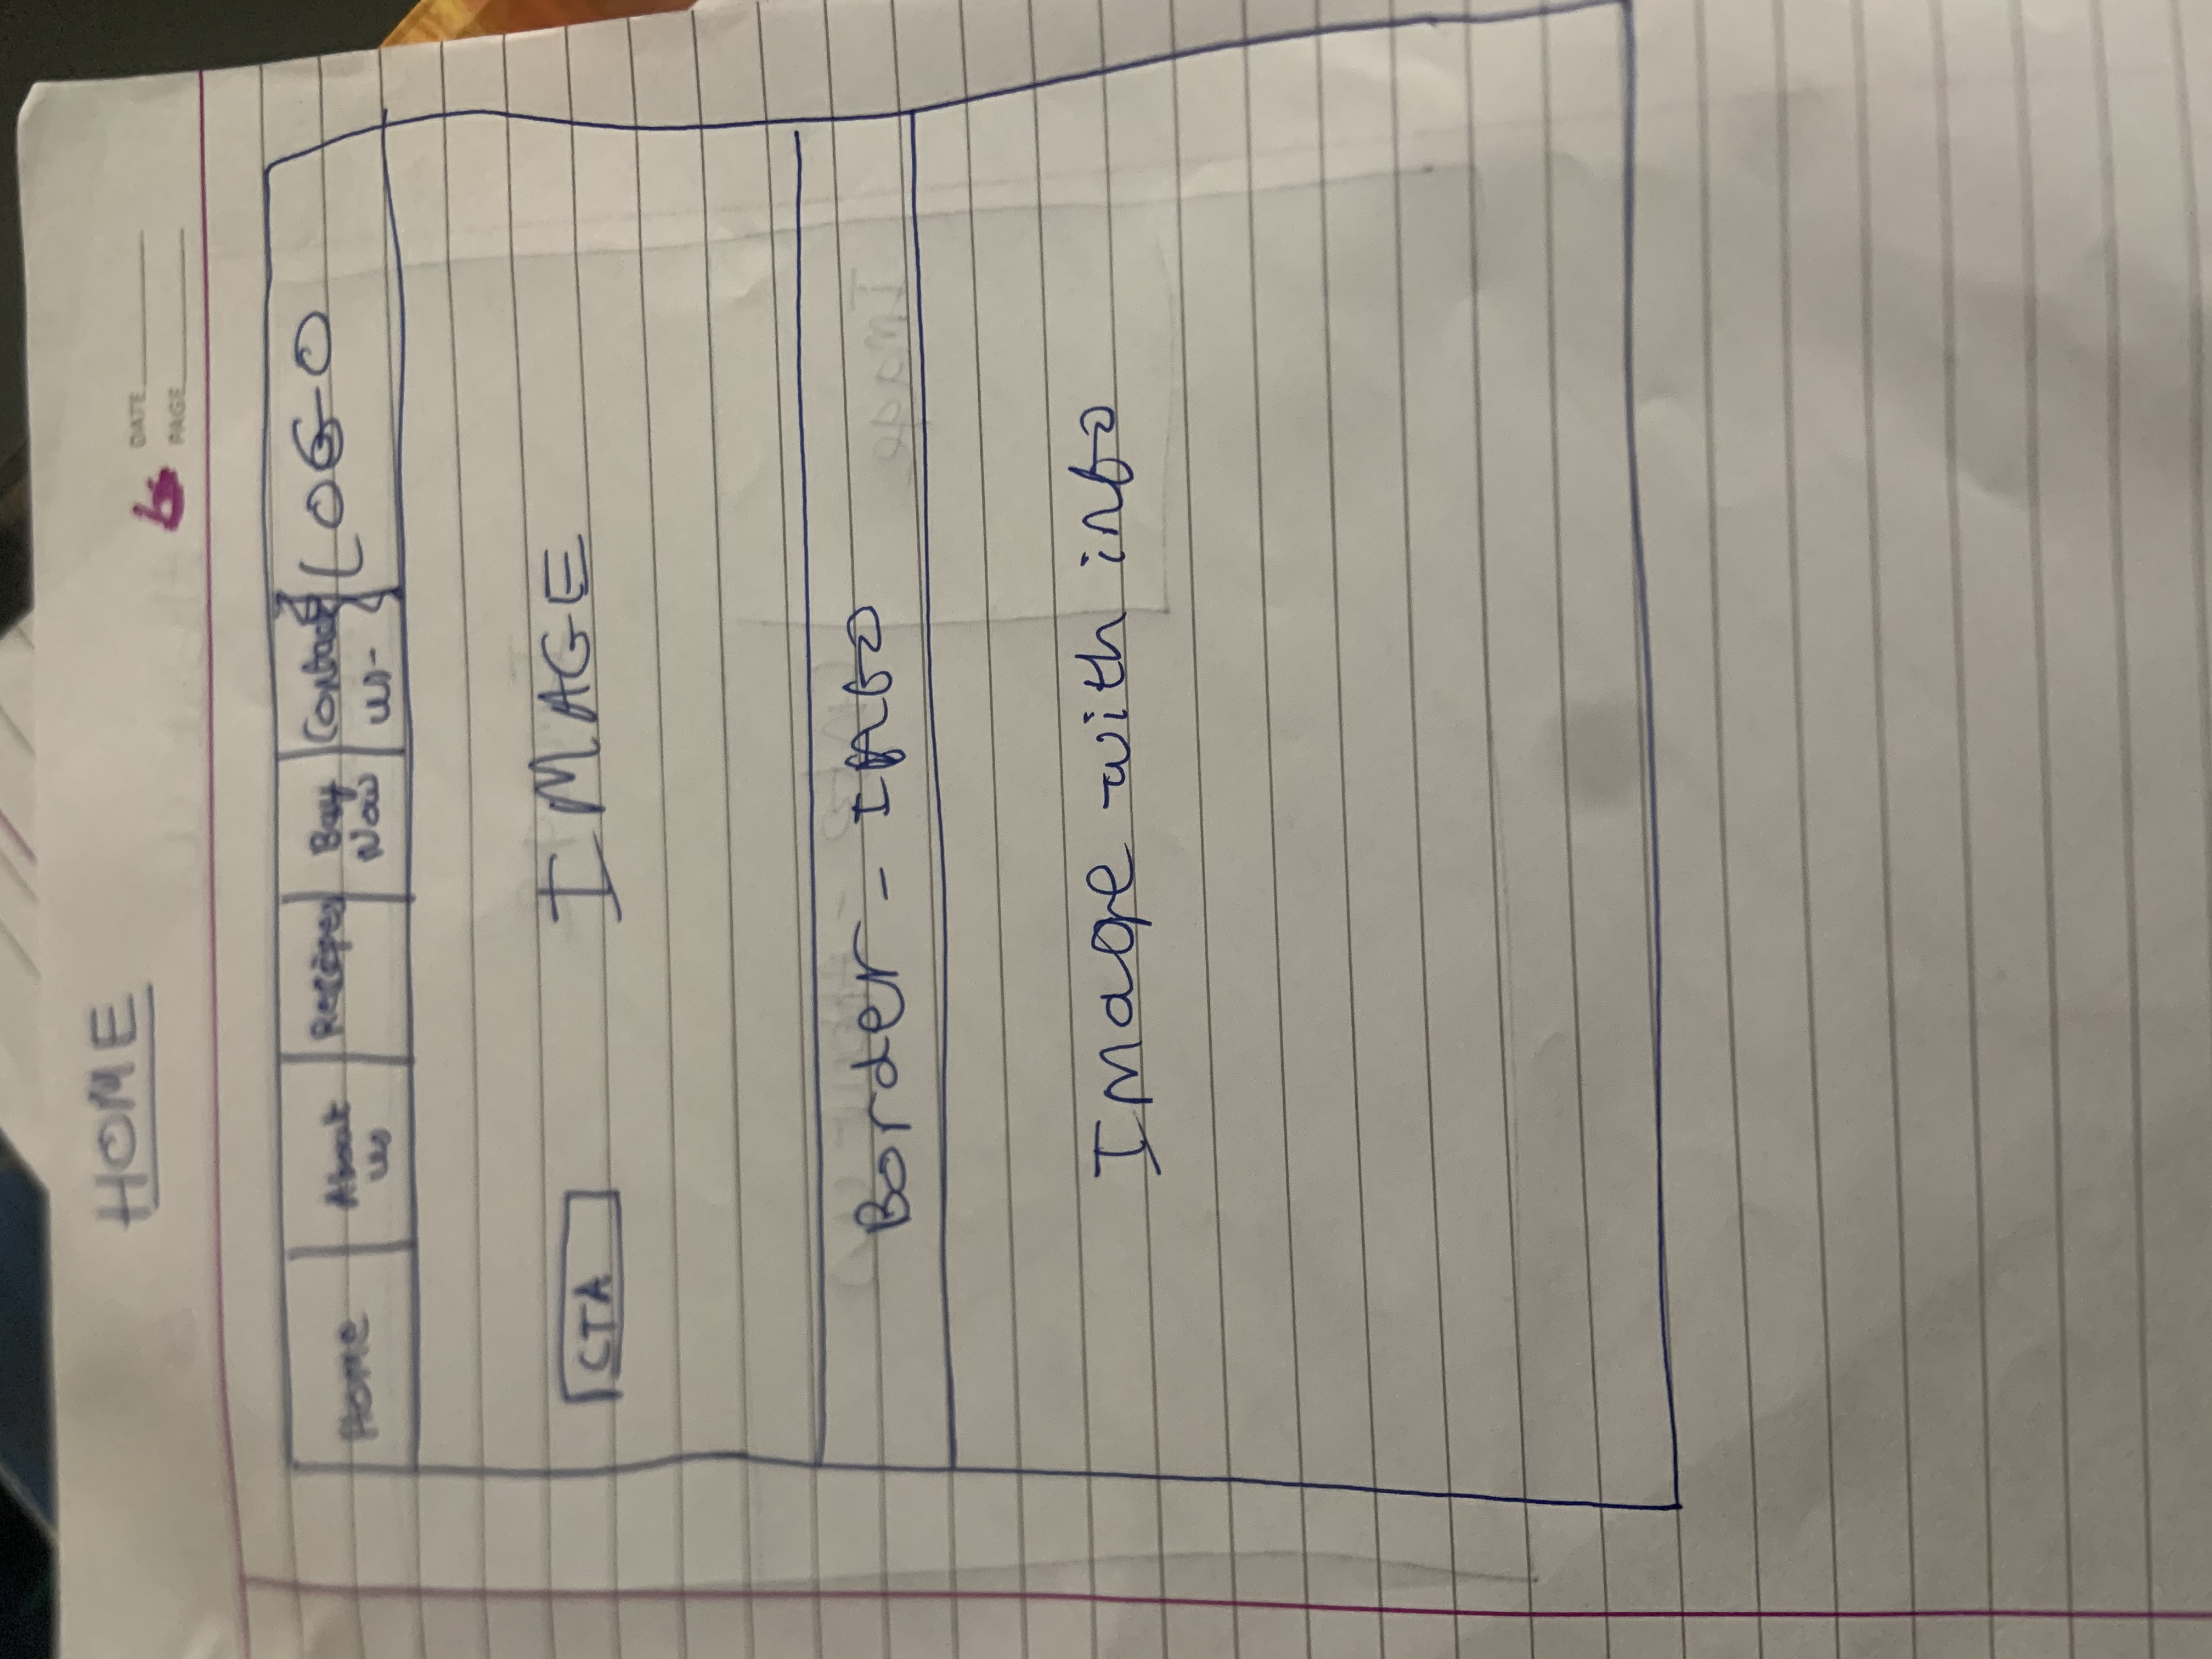 HOME
DATE
PAGE
Home
About us
Recipes
Buy Now
Contact us -
LOGO
CTA
IMAGE
Border - Info
Image with info